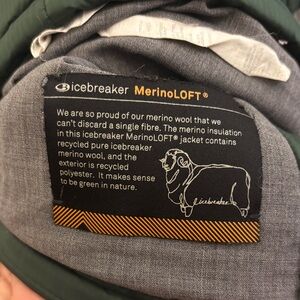 icebreaker MerinoLOFT®
We are so proud of our merino wool that we
can't discard a single fibre. The merino insulation
in this icebreaker MerinoLOFT® jacket contains
recycled pure icebreaker
merino wool, and the
exterior is recycled
polyester. It makes sense
to be green in nature.
icebreaker